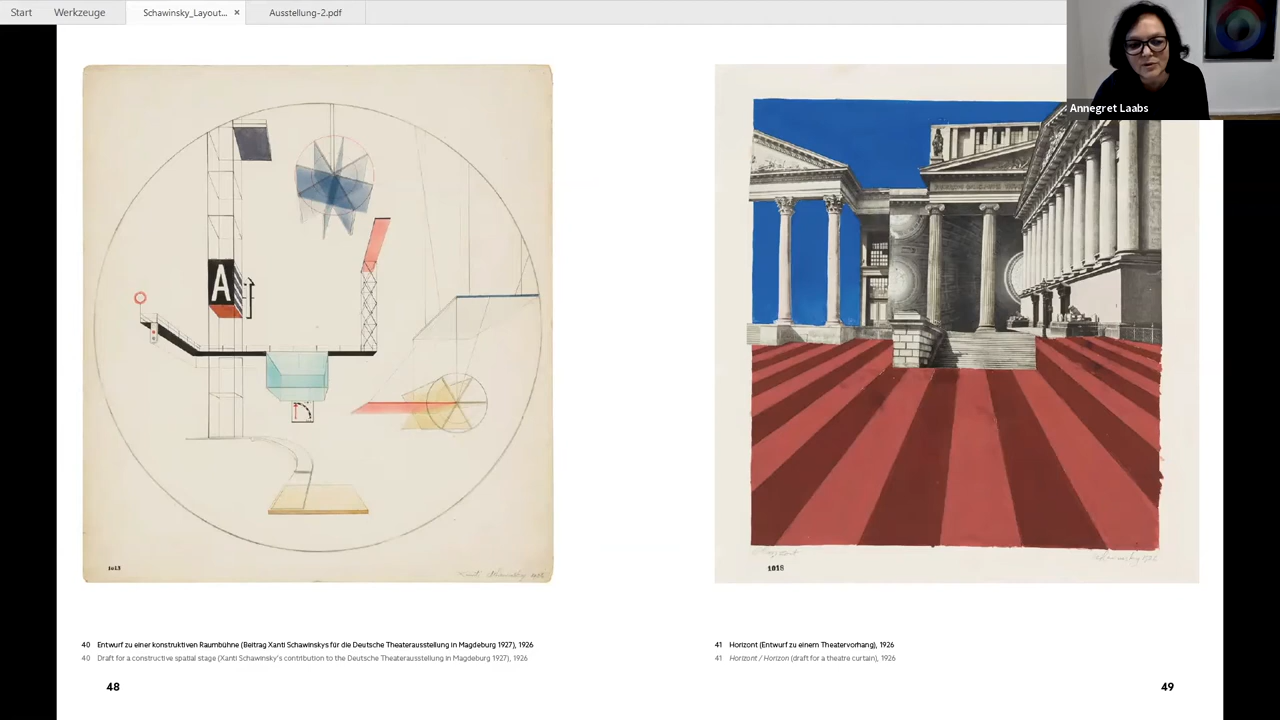 Start
Werkzeuge
Schawinsky_Layout... ×
Ausstellung-2.pdf
Annegret Laabs
A
1013
1018
40 Entwurf zu einer konstruktiven Raumbühne (Beitrag Xanti Schawinskys für die Deutsche Theaterausstellung in Magdeburg 1927), 1926
40 Draft for a constructive spatial stage (Xanti Schawinsky's contribution to the Deutsche Theaterausstellung in Magdeburg 1927), 1926
41 Horizont (Entwurf zu einem Theatervorhang), 1926
41 Horizont / Horizon (draft for a theatre curtain), 1926
48
49